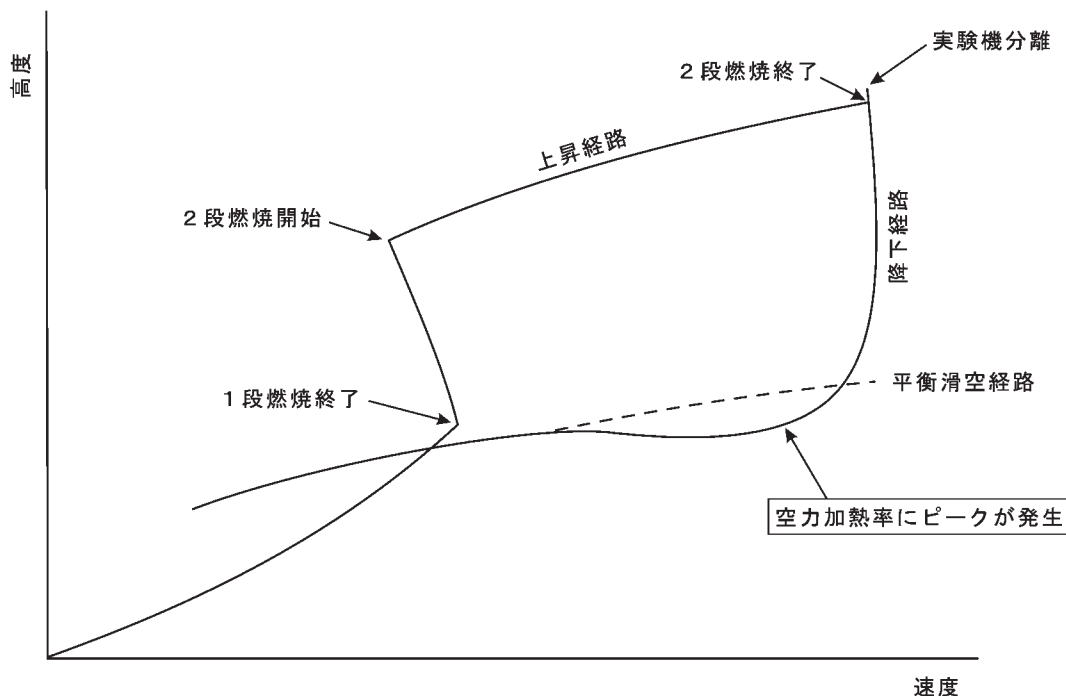 実験機分離
2段燃焼終了
高度
上昇経路
2段燃焼開始
降下経路
平衡滑空経路
1段燃焼終了
空力加熱率にピークが発生
速度